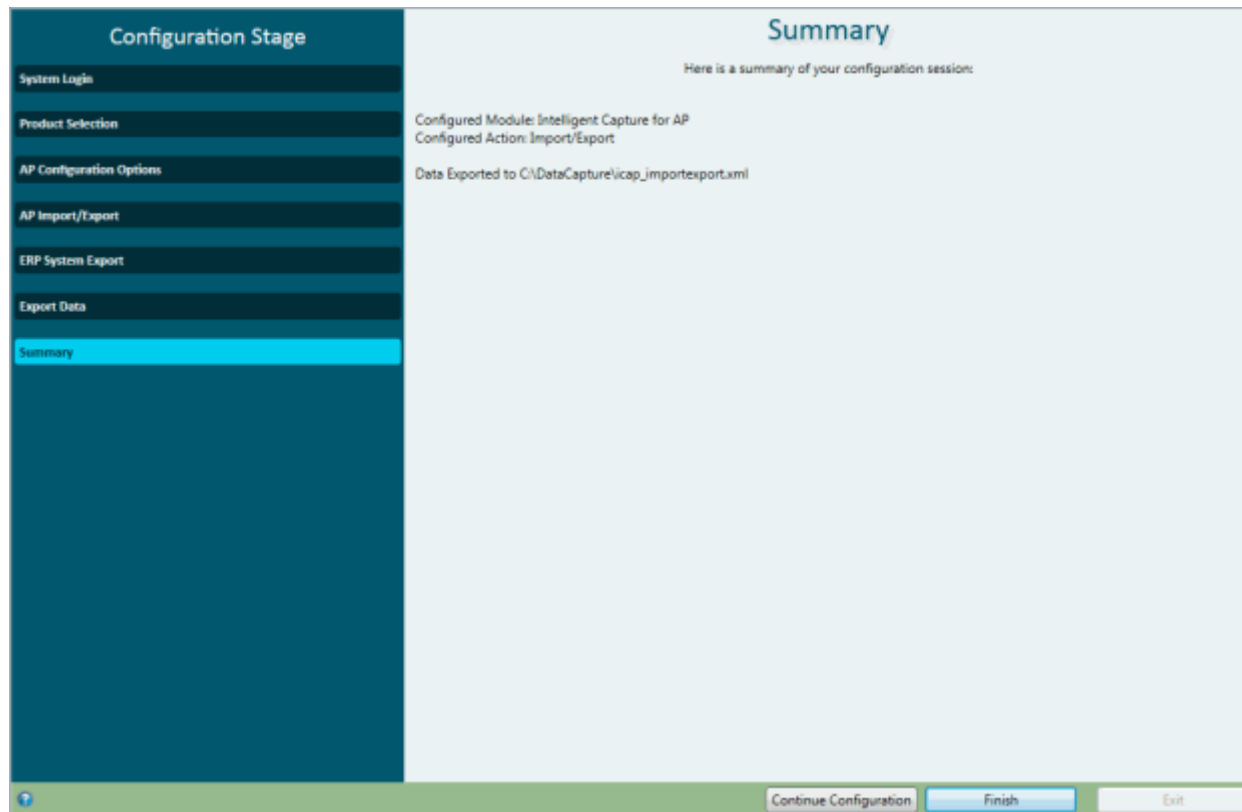 Configuration Stage
System Login
Product Selection
AP Configuration Options
AP Import/Export
ERP System Export
Export Data
Summary
Summary
Here is a summary of your configuration session:
Configured Module: Intelligent Capture for AP
Configured Action: Import/Export
Data Exported to C:\DataCapture\icap_importexport.xml
?
Continue Configuration
Finish
Exit